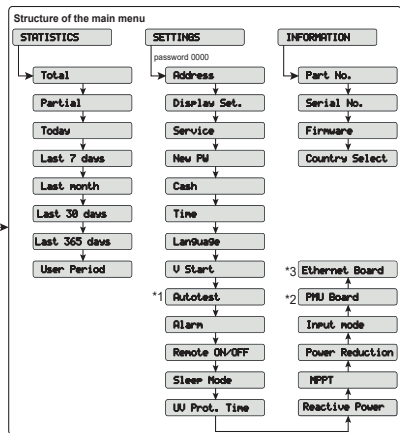 Structure of the main menu
STATISTICS
Total
Partial
Today
Last 7 days
Last month
Last 30 days
Last 365 days
User Period
SETTINGS
password 0000
Address
Display Set.
Service
New PW
Cash
Time
Language
V Start
*1 Autotest
Alarm
Remote ON/OFF
Sleep Mode
UV Prot. Time
INFORMATION
Part No.
Serial No.
Firmware
Country Select
*3 Ethernet Board
*2 PMU Board
Input mode
Power Reduction
MPPT
Reactive Power